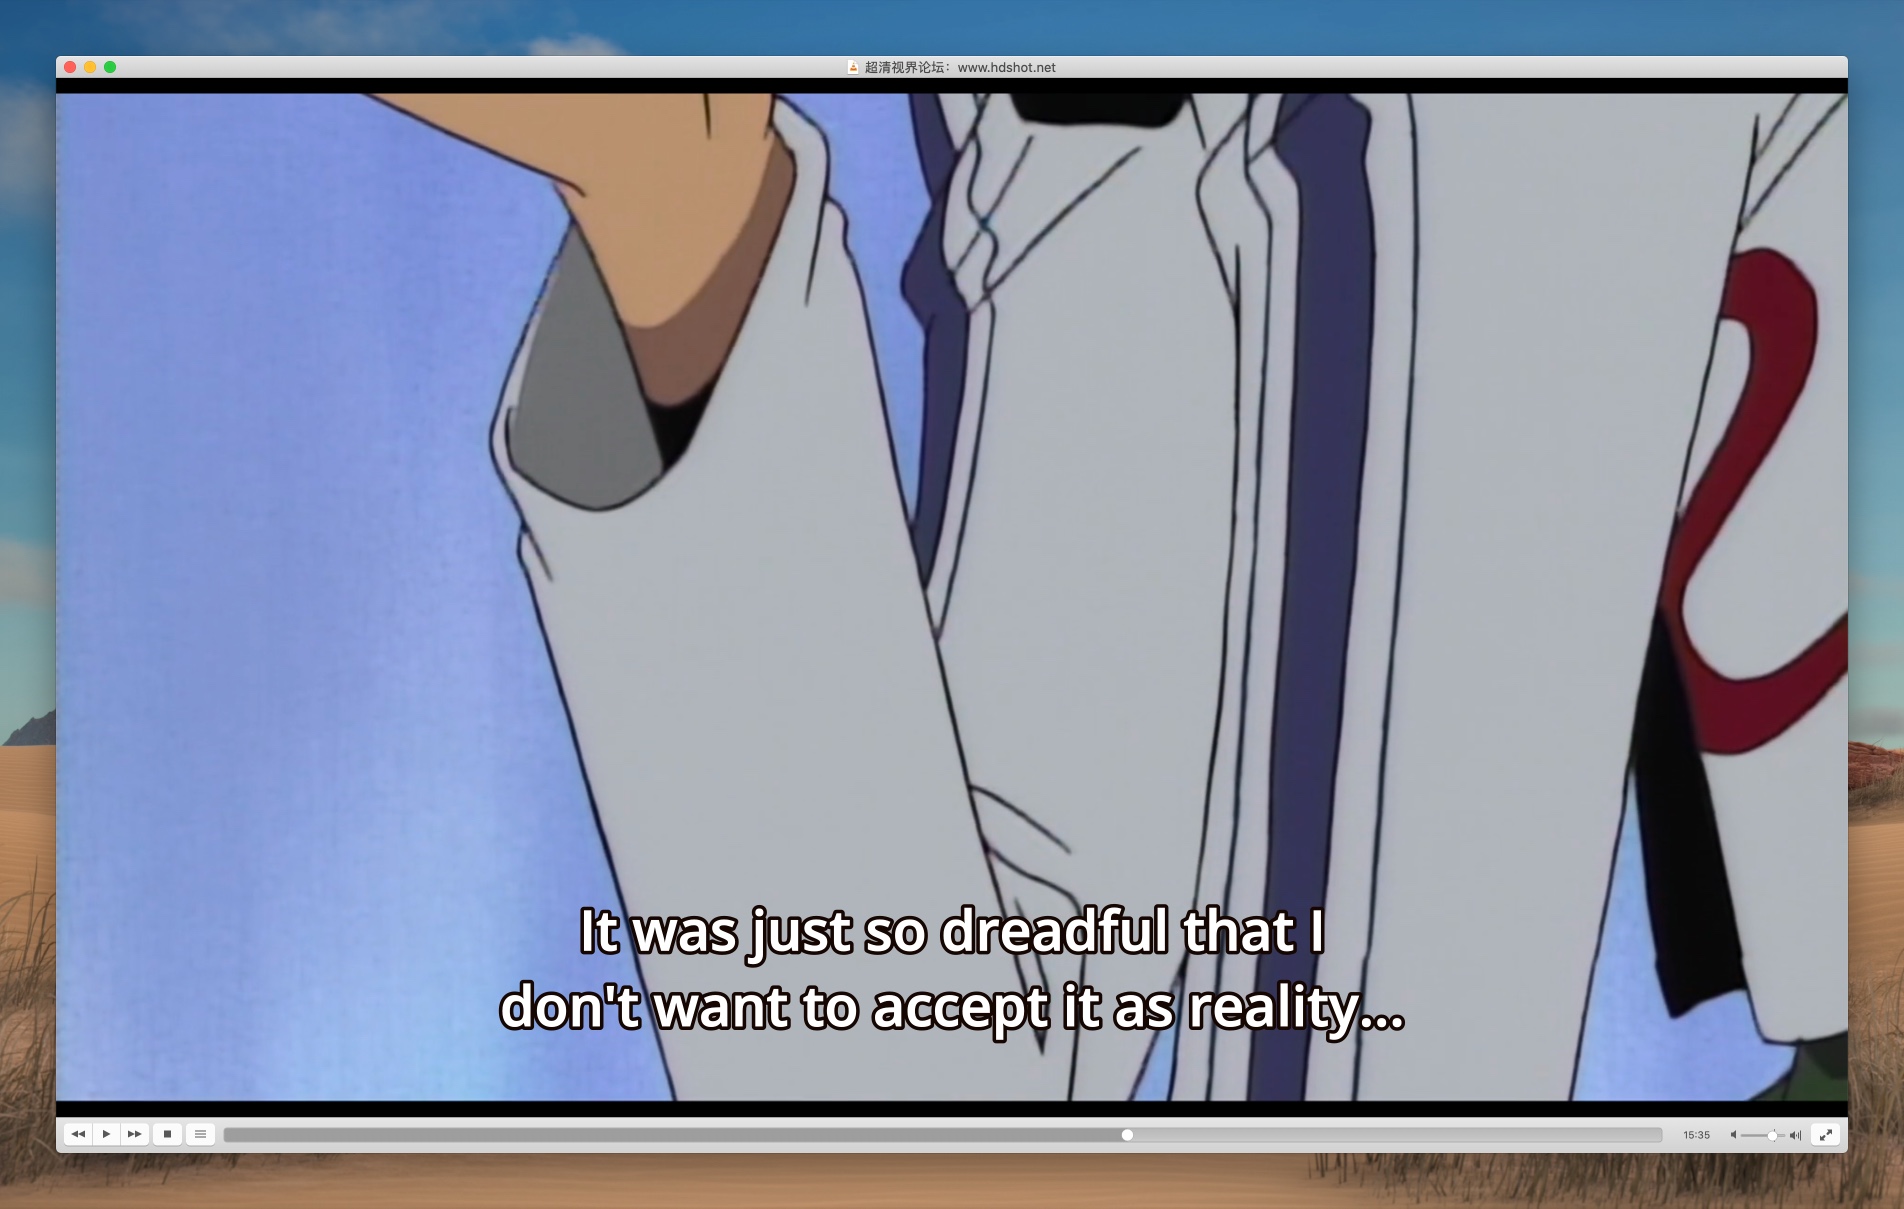 超清视界论坛：www.hdshot.net
It was just so dreadful that I
don't want to accept it as reality...
15:35